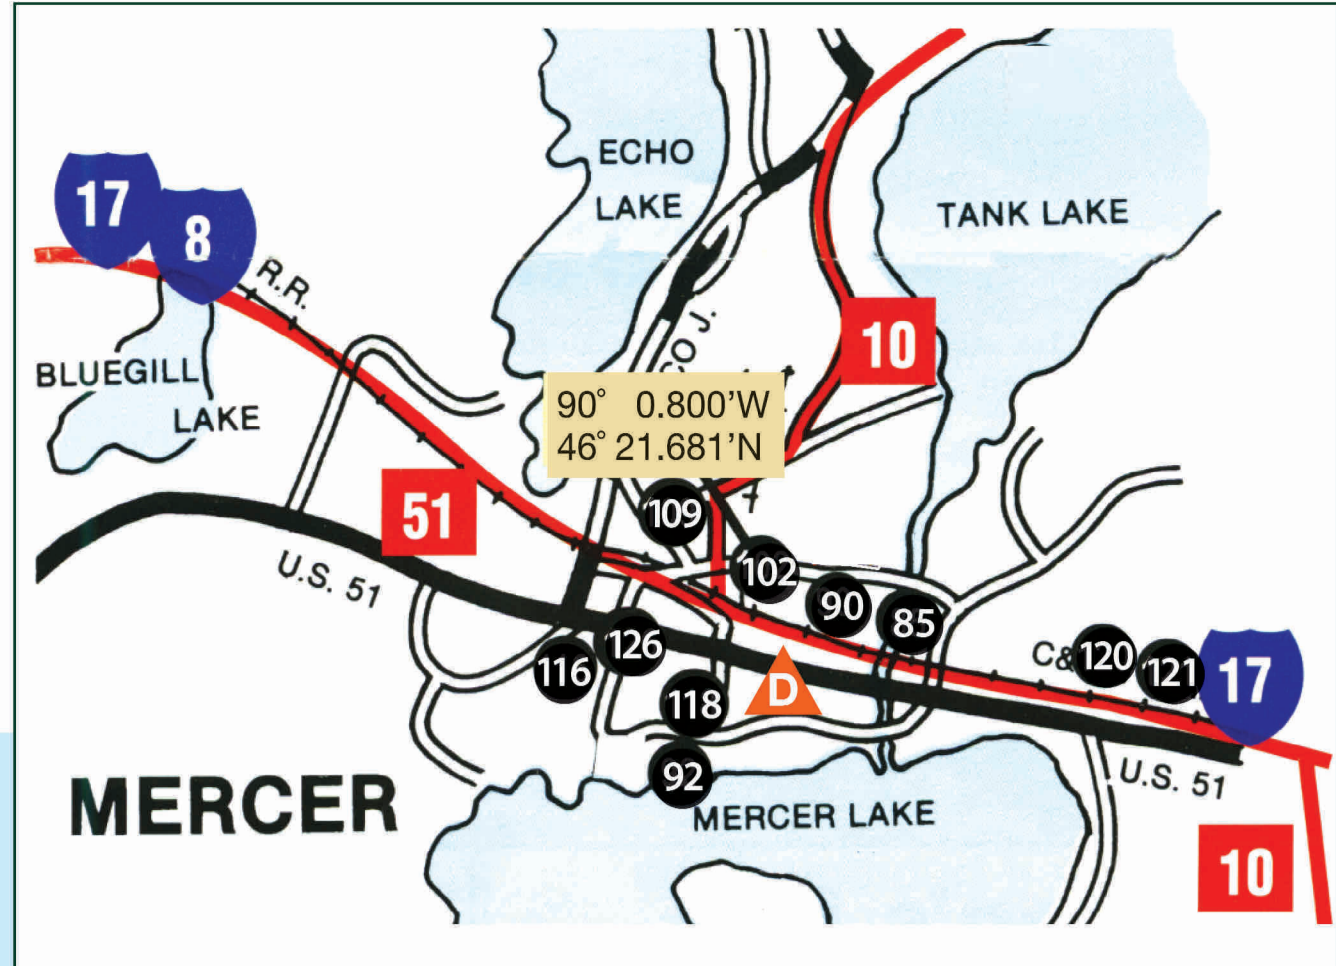 ECHO
LAKE
17
8
TANK LAKE
R.R.
CO J.
10
BLUEGILL
LAKE
90° 0.800’W
46° 21.681’N
51
109
U.S. 51
102
90
85
126
116
C&
120
121
17
D
118
92
U.S. 51
MERCER
MERCER LAKE
10